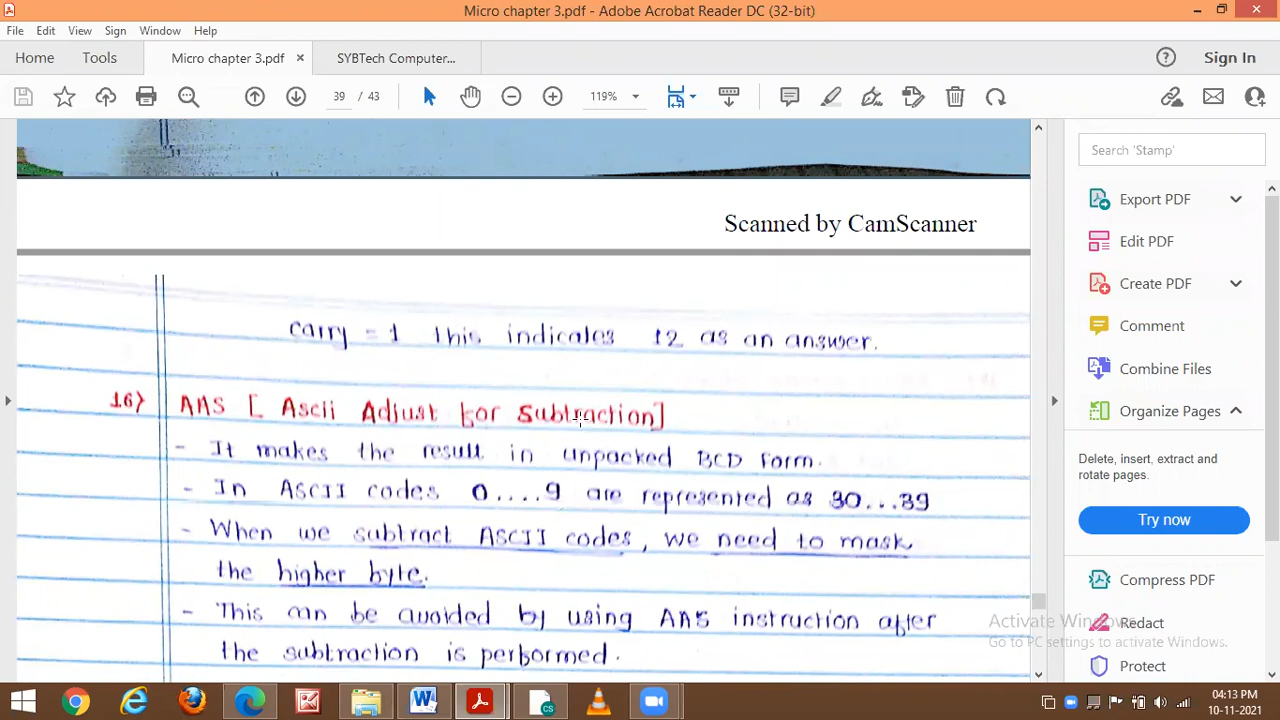 Micro chapter 3.pdf - Adobe Acrobat Reader DC (32-bit)
File Edit View Sign Window Help
Home Tools Micro chapter 3.pdf × SYBTech Computer... Sign In
39 / 43 119%
Search 'Stamp'
Scanned by CamScanner
carry = 1 this indicates 12 as an answer.
16) AAS [ Ascii Adjust for Subtraction]
- It makes the result in unpacked BCD form.
- In ASCII codes 0....9 are represented as 30...39
- When we subtract ASCII codes, we need to mask
the higher byte.
- This can be avoided by using AAS instruction after
the subtraction is performed.
Export PDF
Edit PDF
Create PDF
Comment
Combine Files
Organize Pages
Delete, insert, extract and
rotate pages.
Try now
Compress PDF
Redact
Protect
Activate Windows
Go to PC settings to activate Windows.
04:13 PM
10-11-2021